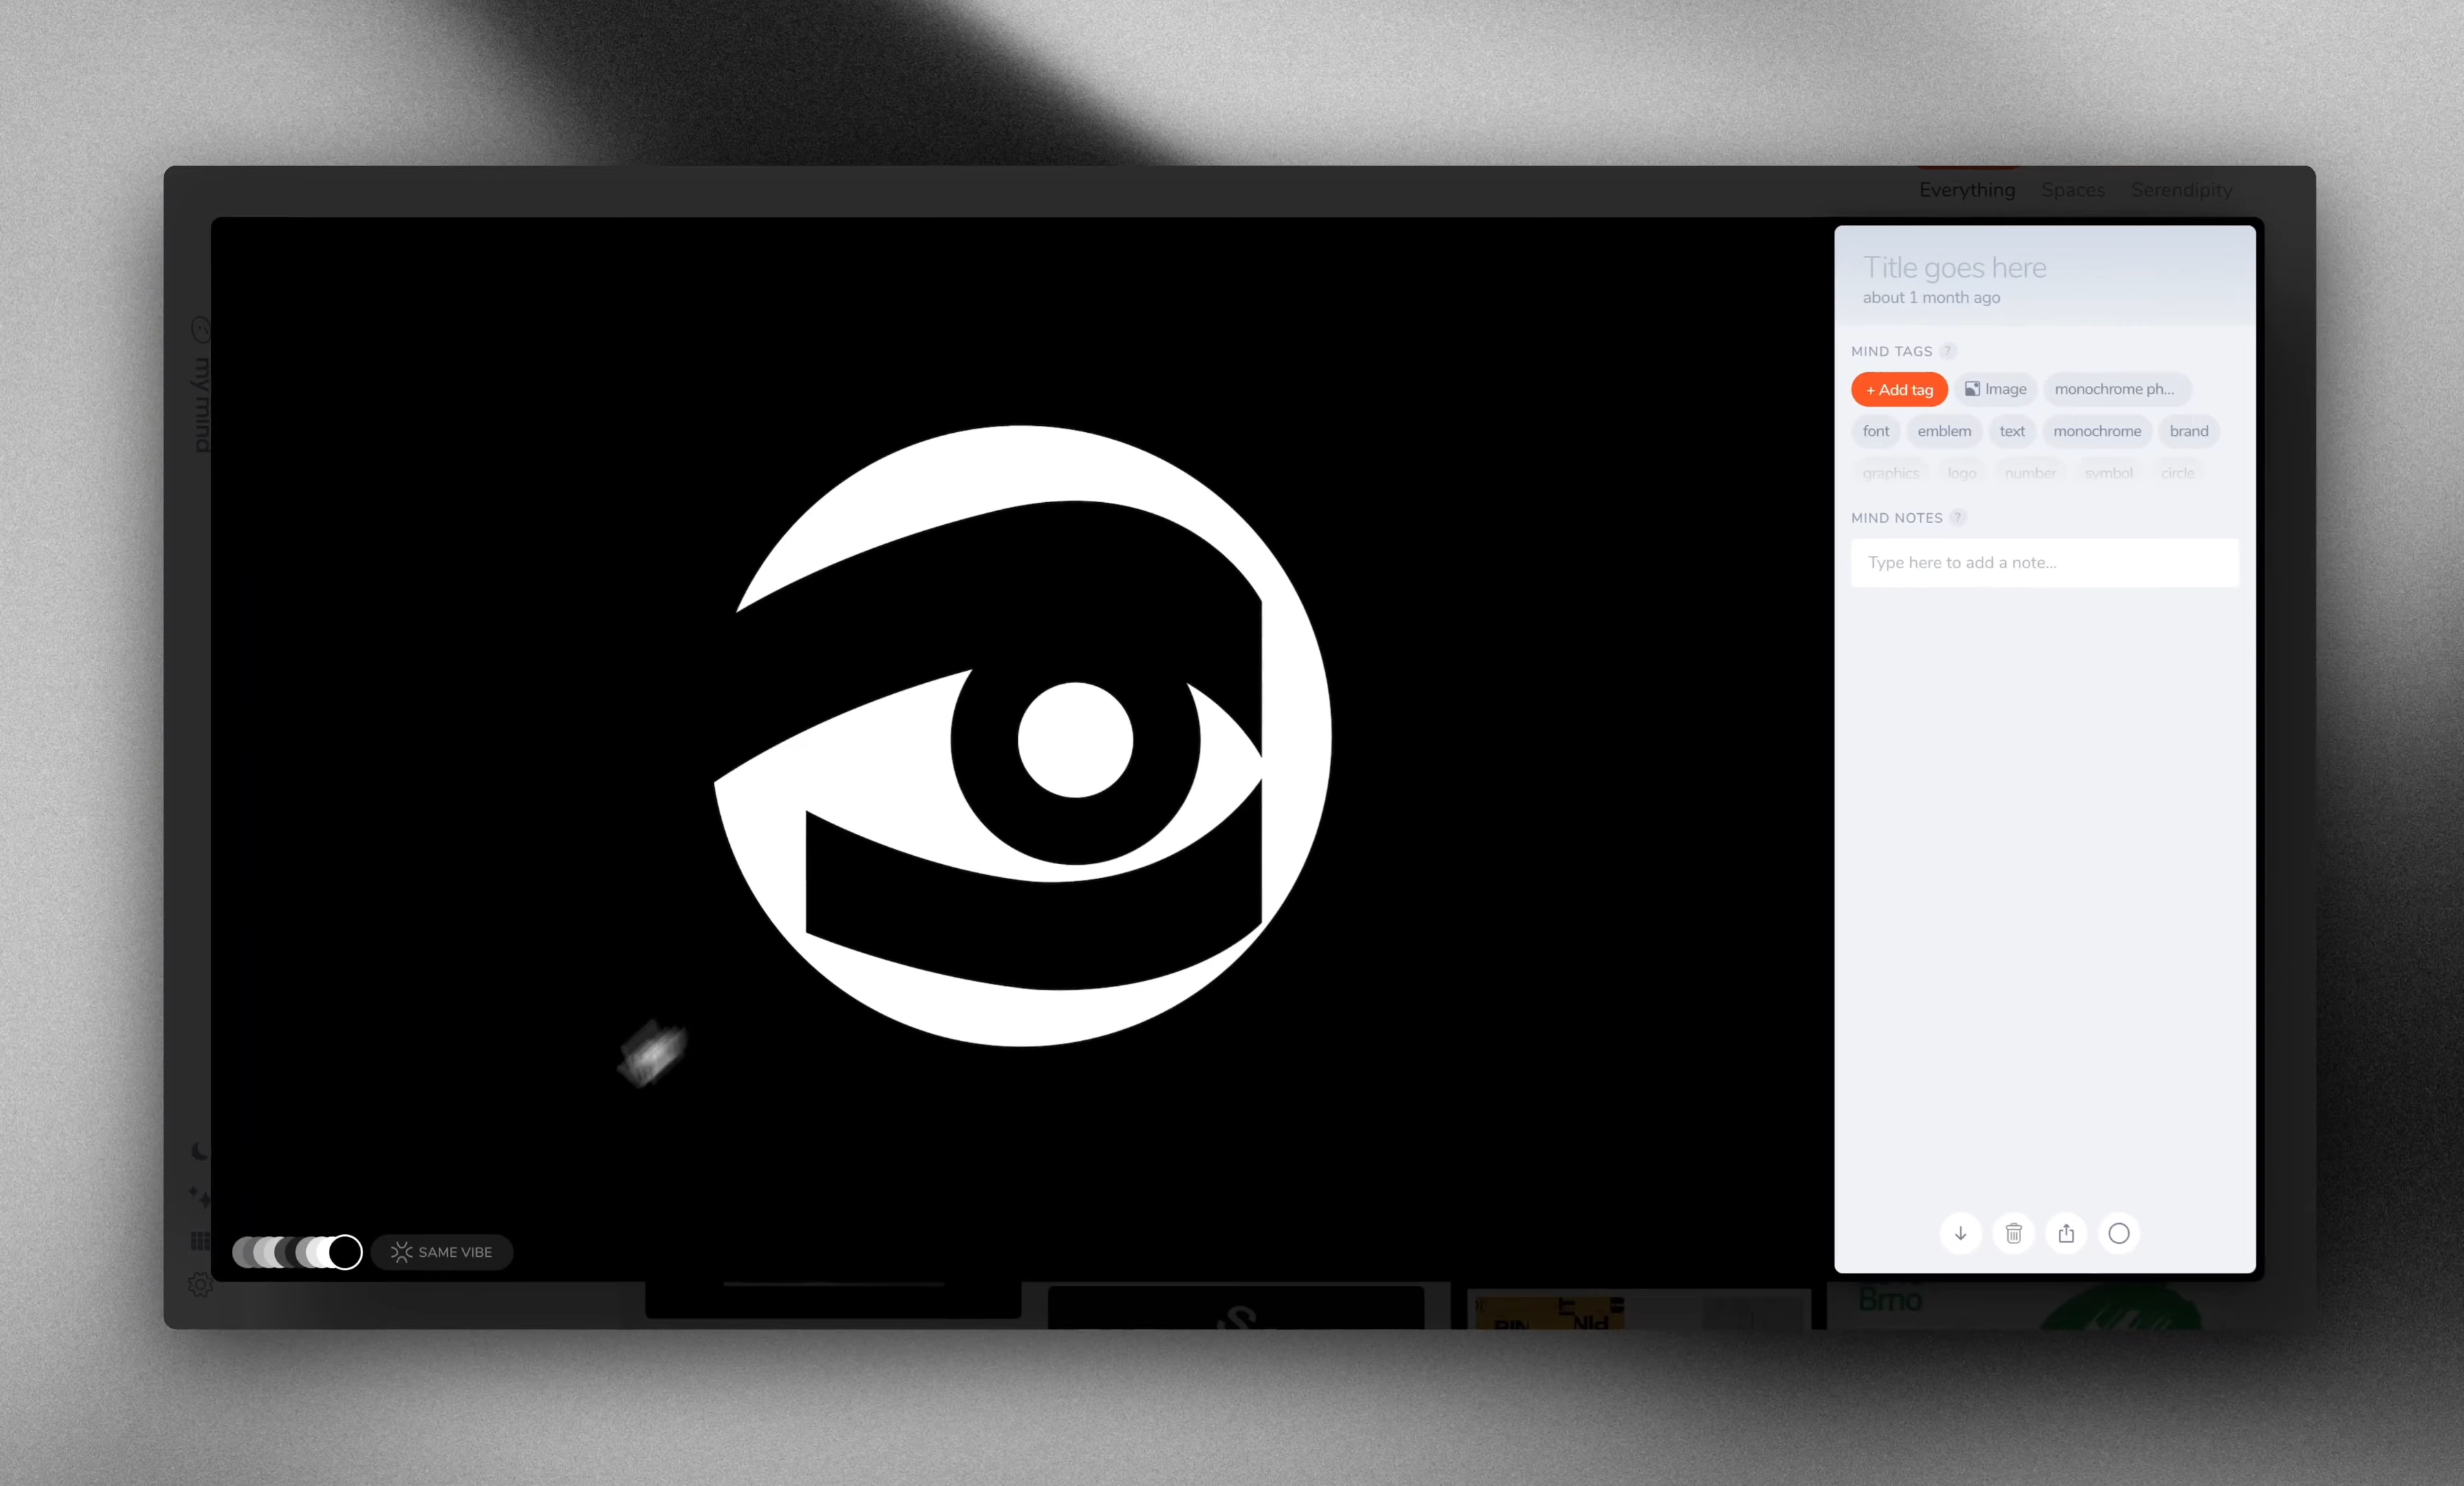 Everything Spaces Serendipity
my mind
Title goes here
about 1 month ago
MIND TAGS ?
+ Add tag Image monochrome ph...
font emblem text monochrome brand
graphics logo number symbol circle
MIND NOTES ?
Type here to add a note...
SAME VIBE
Brno